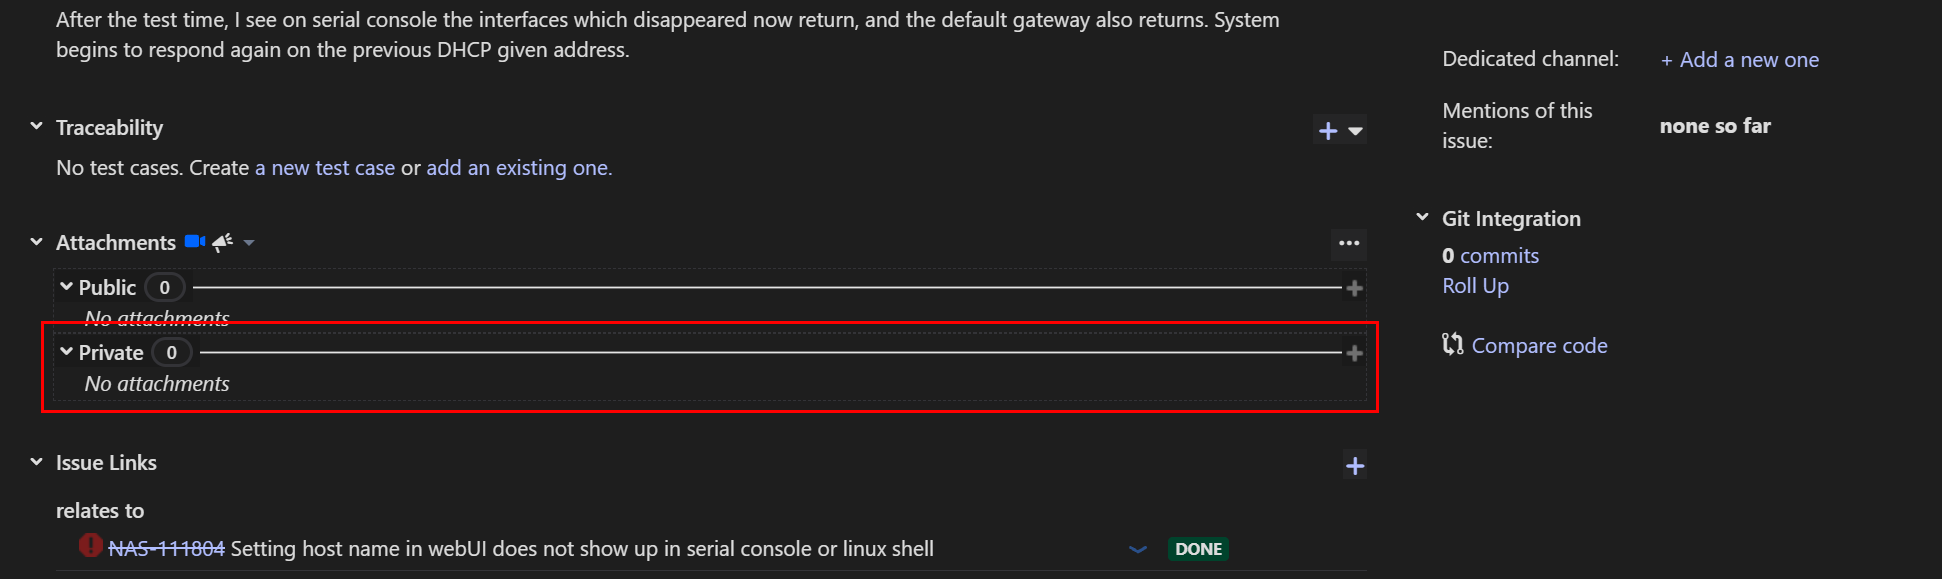 After the test time, I see on serial console the interfaces which disappeared now return, and the default gateway also returns. System
begins to respond again on the previous DHCP given address.
Traceability
No test cases. Create a new test case or add an existing one.
Attachments
Public 0
No attachments
Private 0
No attachments
Issue Links
relates to
NAS-111804 Setting host name in webUI does not show up in serial console or linux shell DONE
Dedicated channel: + Add a new one
Mentions of this
issue:
none so far
Git Integration
0 commits
Roll Up
Compare code